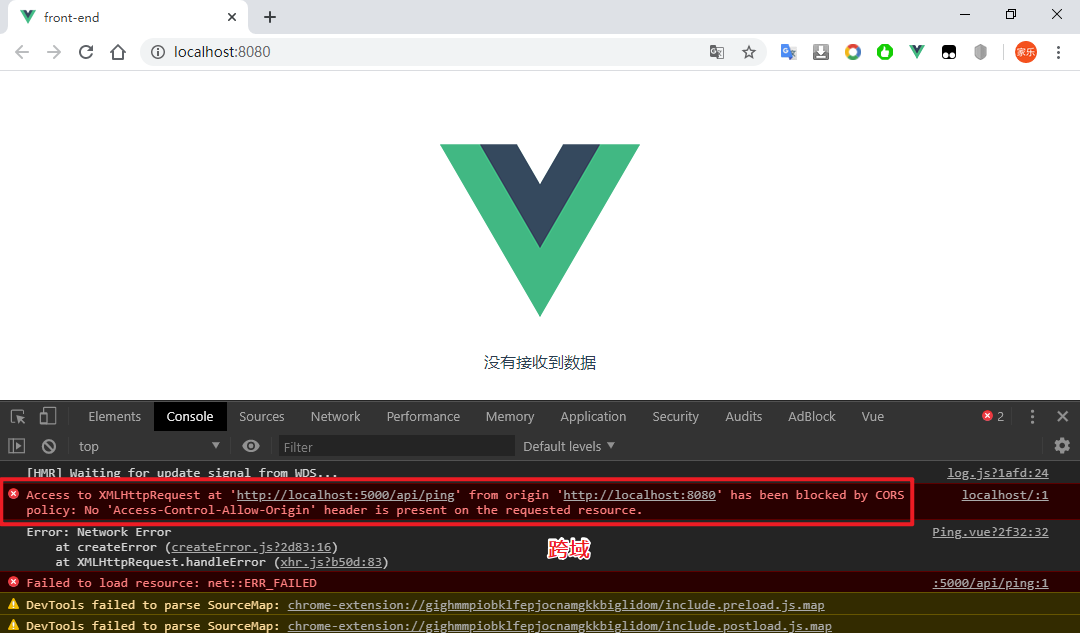 front-end
localhost:8080
家乐
没有接收到数据
Elements Console Sources Network Performance Memory Application Security Audits AdBlock Vue 2
top Filter Default levels
[HMR] Waiting for update signal from WDS... log.js?1afd:24
Access to XMLHttpRequest at 'http://localhost:5000/api/ping' from origin 'http://localhost:8080' has been blocked by CORS localhost/:1
policy: No 'Access-Control-Allow-Origin' header is present on the requested resource.
Error: Network Error Ping.vue?2f32:32
at createError (createError.js?2d83:16)
at XMLHttpRequest.handleError (xhr.js?b50d:83)
跨域
Failed to load resource: net::ERR_FAILED :5000/api/ping:1
DevTools failed to parse SourceMap: chrome-extension://gighmmpiobklfepjocnamgkkbiglidom/include.preload.js.map
DevTools failed to parse SourceMap: chrome-extension://gighmmpiobklfepjocnamgkkbiglidom/include.postload.js.map